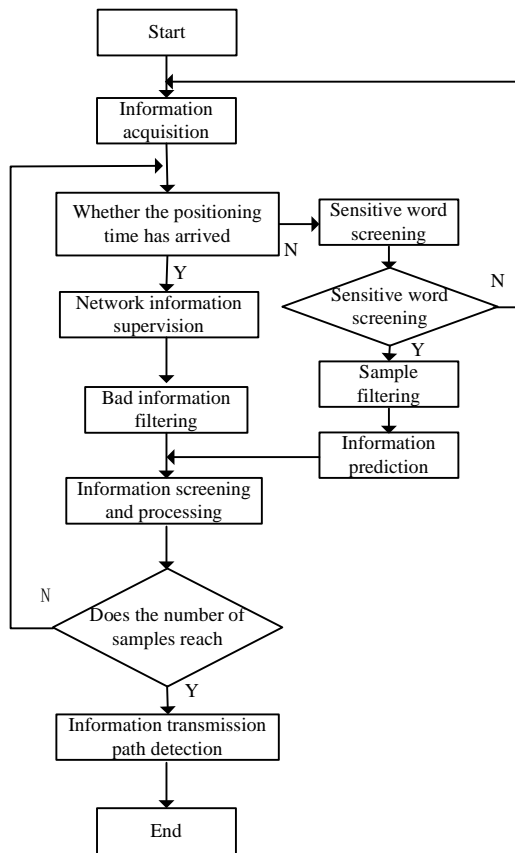 Start
Information
acquisition
Whether the positioning
time has arrived
N
Sensitive word
screening
Y
Network information
supervision
Sensitive word
screening
N
Y
Bad information
filtering
Sample
filtering
Information
prediction
Information screening
and processing
N
Does the number of
samples reach
Y
Information transmission
path detection
End